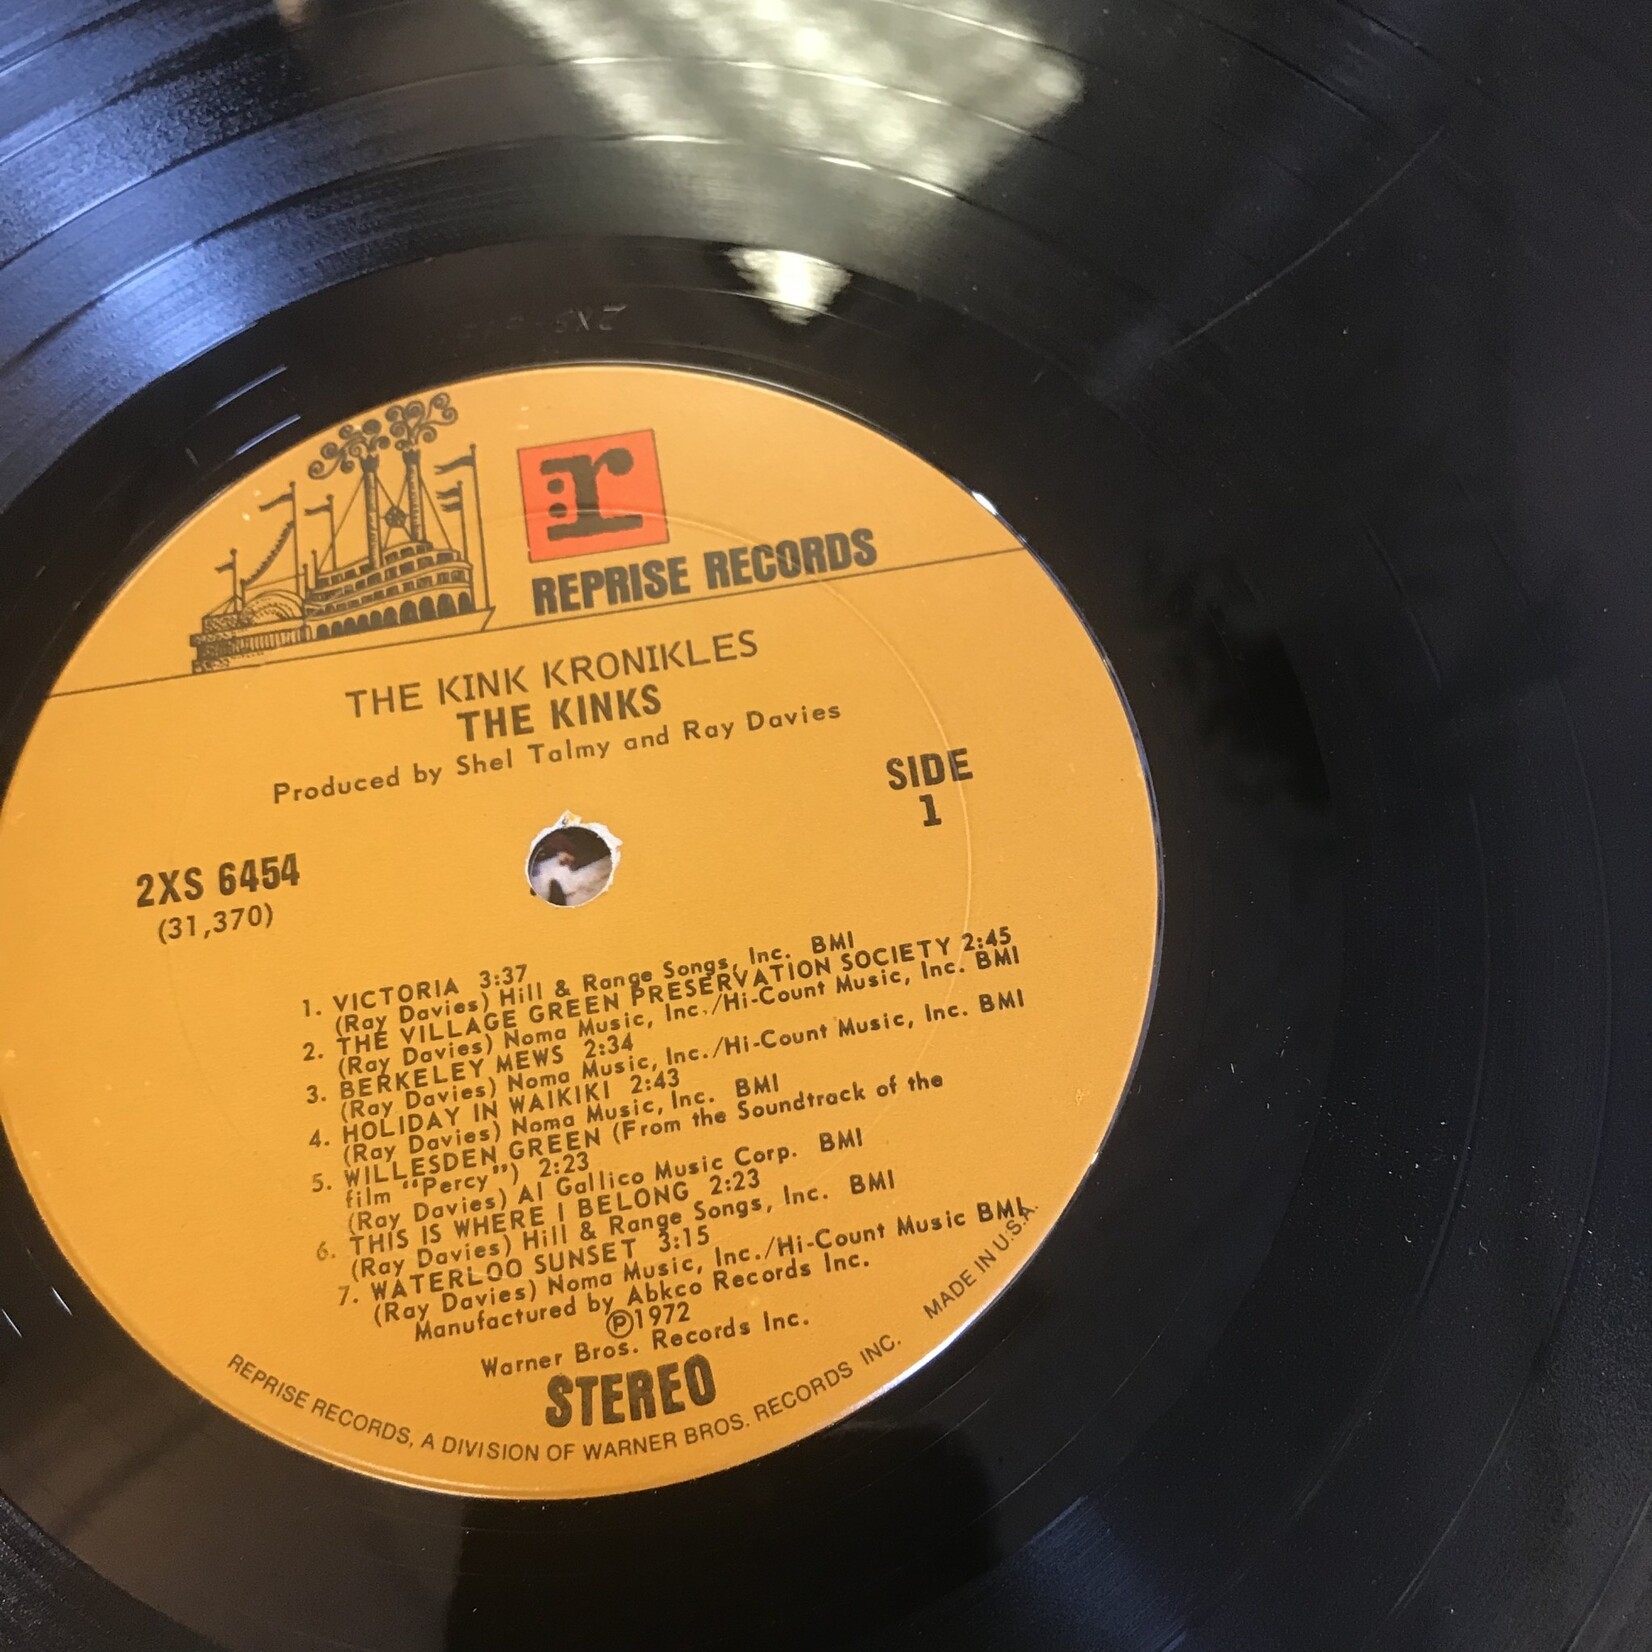 r
REPRISE RECORDS
THE KINK KRONIKLES
THE KINKS
Produced by Shel Talmy and Ray Davies
SIDE
1
2XS 6454
(31,370)
1. VICTORIA 3:37
(Ray Davies) Hill & Range Songs, Inc. BMI
2. THE VILLAGE GREEN PRESERVATION SOCIETY 2:45
(Ray Davies) Noma Music, Inc./Hi-Count Music, Inc. BMI
3. BERKELEY MEWS 2:34
(Ray Davies) Noma Music, Inc./Hi-Count Music, Inc. BMI
4. HOLIDAY IN WAIKIKI 2:43
(Ray Davies) Noma Music, Inc. BMI
5. WILLESDEN GREEN (From the Soundtrack of the
film "Percy") 2:23
(Ray Davies) Al Gallico Music Corp. BMI
6. THIS IS WHERE I BELONG 2:23
(Ray Davies) Hill & Range Songs, Inc. BMI
7. WATERLOO SUNSET 3:15
(Ray Davies) Noma Music, Inc./Hi-Count Music BMI
Manufactured by Abkco Records Inc.
℗1972
Warner Bros. Records Inc.
STEREO
REPRISE RECORDS, A DIVISION OF WARNER BROS. RECORDS INC. MADE IN U.S.A.